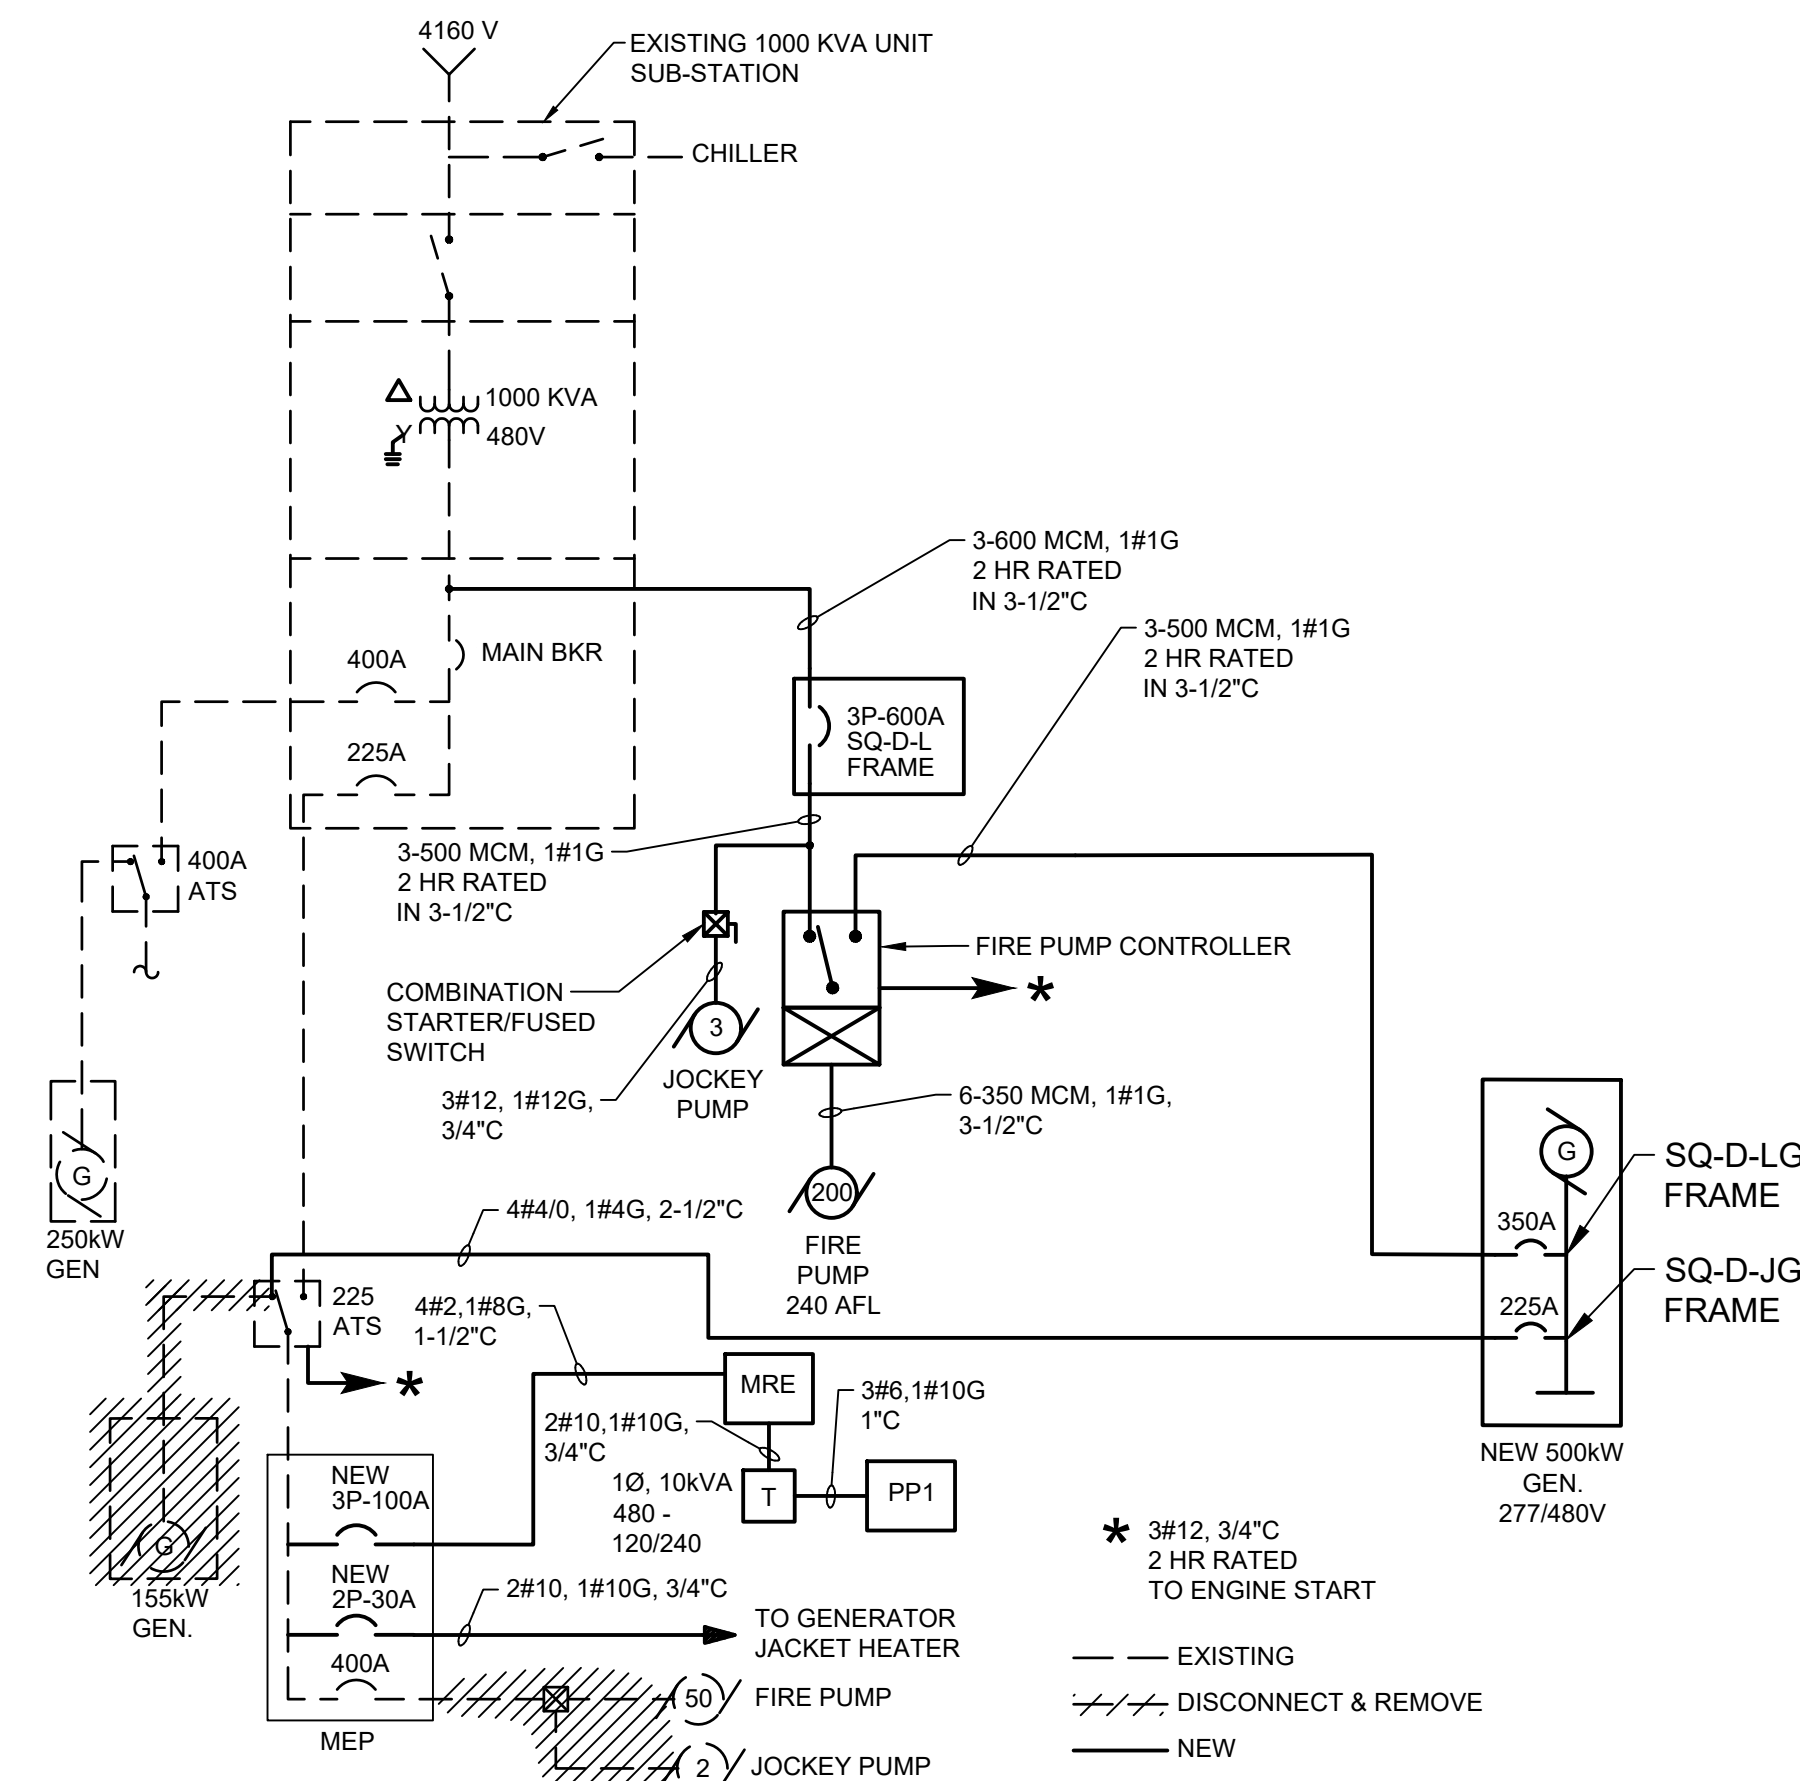 4160 V
EXISTING 1000 KVA UNIT
SUB-STATION
CHILLER
Δ
1000 KVA
Y
480V
3-600 MCM, 1#1G
2 HR RATED
IN 3-1/2"C
3-500 MCM, 1#1G
2 HR RATED
IN 3-1/2"C
MAIN BKR
400A
225A
3P-600A
SQ-D-L
FRAME
400A
ATS
3-500 MCM, 1#1G
2 HR RATED
IN 3-1/2"C
FIRE PUMP CONTROLLER
*
COMBINATION
STARTER/FUSED
SWITCH
3
JOCKEY
PUMP
3#12, 1#12G,
3/4"C
6-350 MCM, 1#1G,
3-1/2"C
200
FIRE
PUMP
240 AFL
G
250kW
GEN
G
SQ-D-LG
FRAME
350A
SQ-D-JG
FRAME
225A
NEW 500kW
GEN.
277/480V
4#4/0, 1#4G, 2-1/2"C
225
ATS
*
4#2,1#8G,
1-1/2"C
MRE
2#10,1#10G,
3/4"C
3#6,1#10G
1"C
1Ø, 10kVA
480 -
120/240
T
PP1
G
155kW
GEN.
NEW
3P-100A
NEW
2P-30A
400A
MEP
2#10, 1#10G, 3/4"C
TO GENERATOR
JACKET HEATER
50
FIRE PUMP
2
JOCKEY PUMP
* 3#12, 3/4"C
2 HR RATED
TO ENGINE START
EXISTING
DISCONNECT & REMOVE
NEW